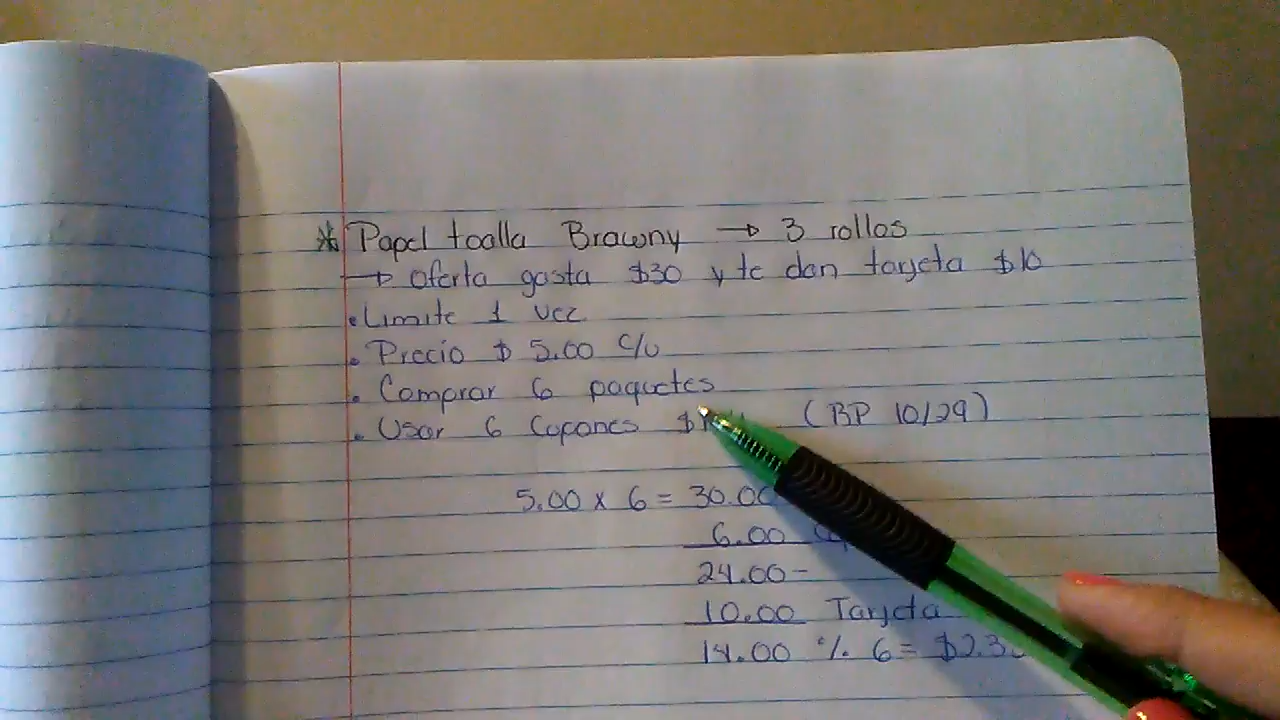 * Papel toalla Browny → 3 rollos
→ oferta gasta $30 y te dan tarjeta $10
• Limite 1 vez
• Precio $ 5.00 c/u
• Comprar 6 paquetes
• Usar 6 Cupones (BP 10/29)
5.00 x 6 = 30.00
6.00
24.00-
10.00 Tarjeta
14.00 % 6 =